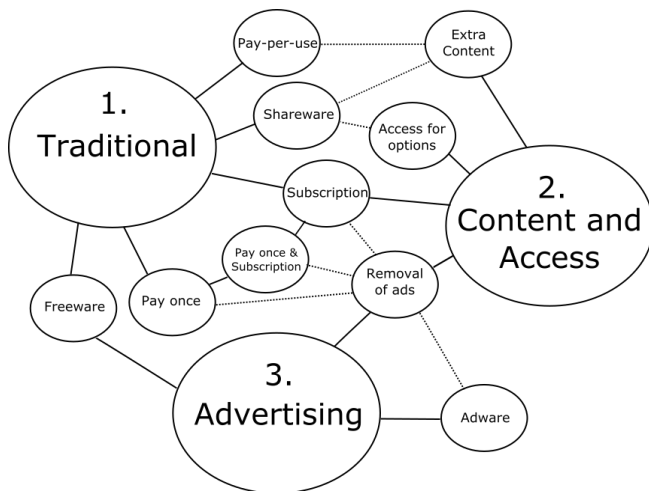 Pay-per-use
Extra
Content
1.
Traditional
Shareware
Access for
options
Subscription
2.
Content and
Access
Pay once &
Subscription
Removal
of ads
Freeware
Pay once
3.
Advertising
Adware